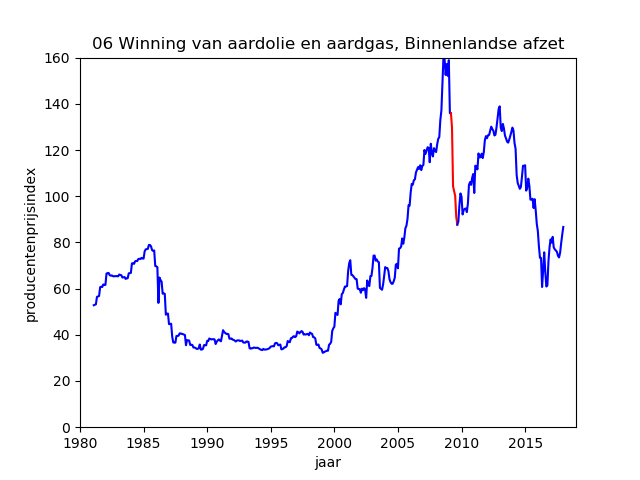 06 Winning van aardolie en aardgas, Binnenlandse afzet
160
140
120
100
80
60
40
20
0
producentenprijsindex
1980 1985 1990 1995 2000 2005 2010 2015
jaar